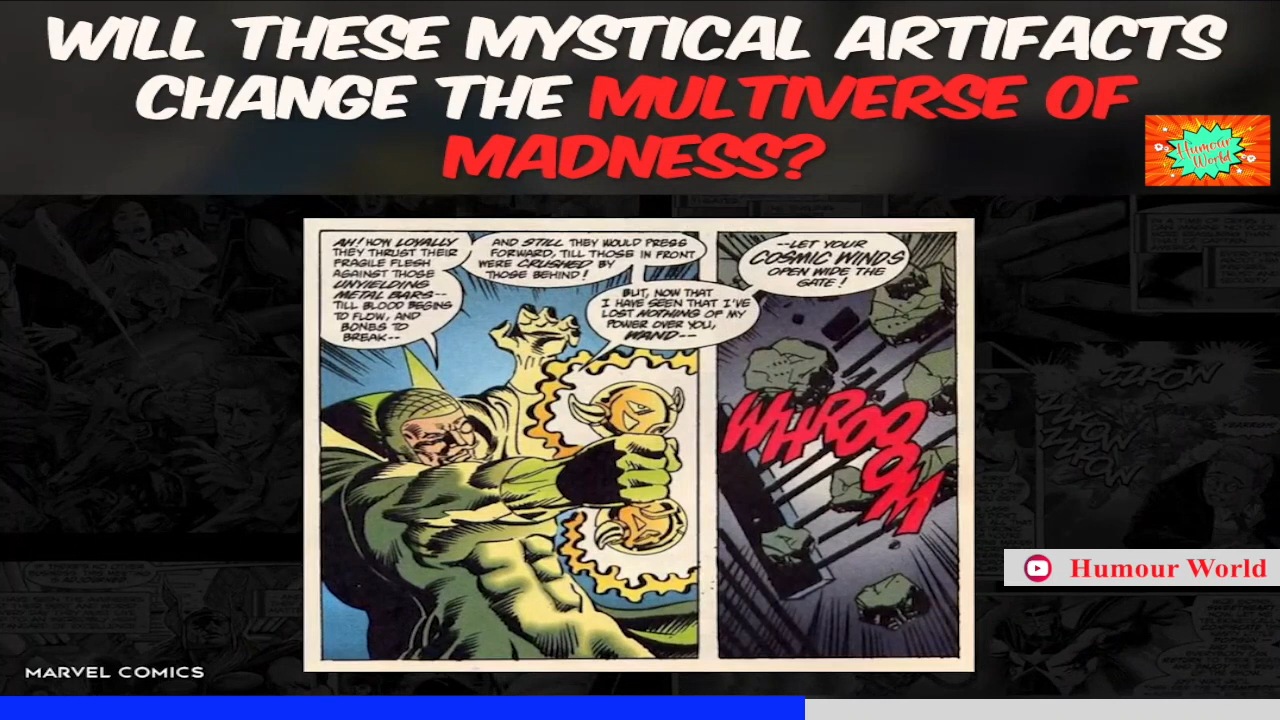 WILL THESE MYSTICAL ARTIFACTS
CHANGE THE MULTIVERSE OF
MADNESS?
Humour
World
AH! HOW LOYALLY
THEY THRUST THEIR
FRAGILE FLESH
AGAINST THOSE
UNYIELDING
METAL BARS--
TILL BLOOD BEGINS
TO FLOW, AND
BONES TO
BREAK--
AND STILL THEY WOULD PRESS
FORWARD, TILL THOSE IN FRONT
WERE CRUSHED BY
THOSE BEHIND!
BUT, NOW THAT
I HAVE SEEN THAT I'VE
LOST NOTHING OF MY
POWER OVER YOU,
WAND--
--LET YOUR
COSMIC WINDS
OPEN WIDE THE
GATE!
WHROOOM
ZZROW
ZZROW
ZZROW
Humour World
MARVEL COMICS